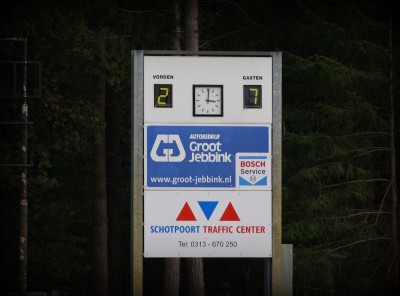 VORDEN GASTEN
2 7
AUTOBEDRIJF
Groot
Jebbink
BOSCH
Service
www.groot-jebbink.nl
SCHOTPOORT TRAFFIC CENTER
Tel: 0313 - 670 250